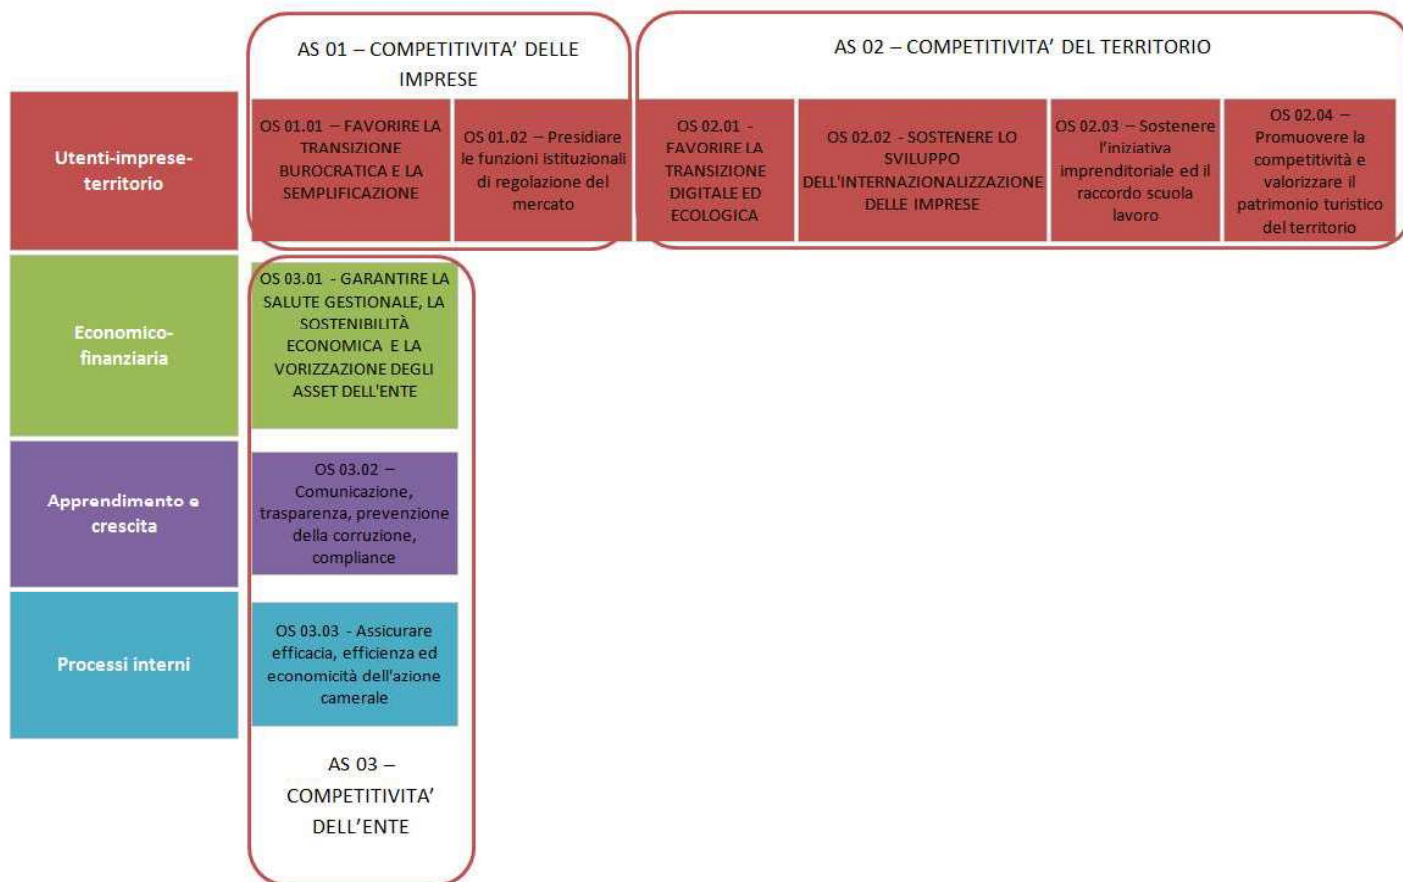 AS 01 – COMPETITIVITA’ DELLE
IMPRESE
AS 02 – COMPETITIVITA’ DEL TERRITORIO
Utenti-imprese-
territorio
OS 01.01 – FAVORIRE LA
TRANSIZIONE
BUROCRATICA E LA
SEMPLIFICAZIONE
OS 01.02 – Presidiare
le funzioni istituzionali
di regolazione del
mercato
OS 02.01 -
FAVORIRE LA
TRANSIZIONE
DIGITALE ED
ECOLOGICA
OS 02.02 - SOSTENERE LO
SVILUPPO
DELL'INTERNAZIONALIZZAZIONE
DELLE IMPRESE
OS 02.03 – Sostenere
l’iniziativa
imprenditoriale ed il
raccordo scuola
lavoro
OS 02.04 –
Promuovere la
competitività e
valorizzare il
patrimonio turistico
del territorio
Economico-
finanziaria
OS 03.01 - GARANTIRE LA
SALUTE GESTIONALE, LA
SOSTENIBILITÀ
ECONOMICA E LA
VORIZZAZIONE DEGLI
ASSET DELL'ENTE
Apprendimento e
crescita
OS 03.02 –
Comunicazione,
trasparenza, prevenzione
della corruzione,
compliance
Processi interni
OS 03.03 - Assicurare
efficacia, efficienza ed
economicità dell'azione
camerale
AS 03 –
COMPETITIVITA’
DELL’ENTE